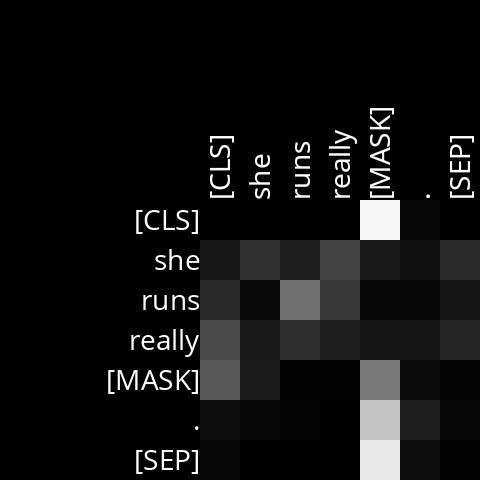 [CLS] she runs really [MASK] . [SEP]
[CLS]
she
runs
really
[MASK]
.
[SEP]